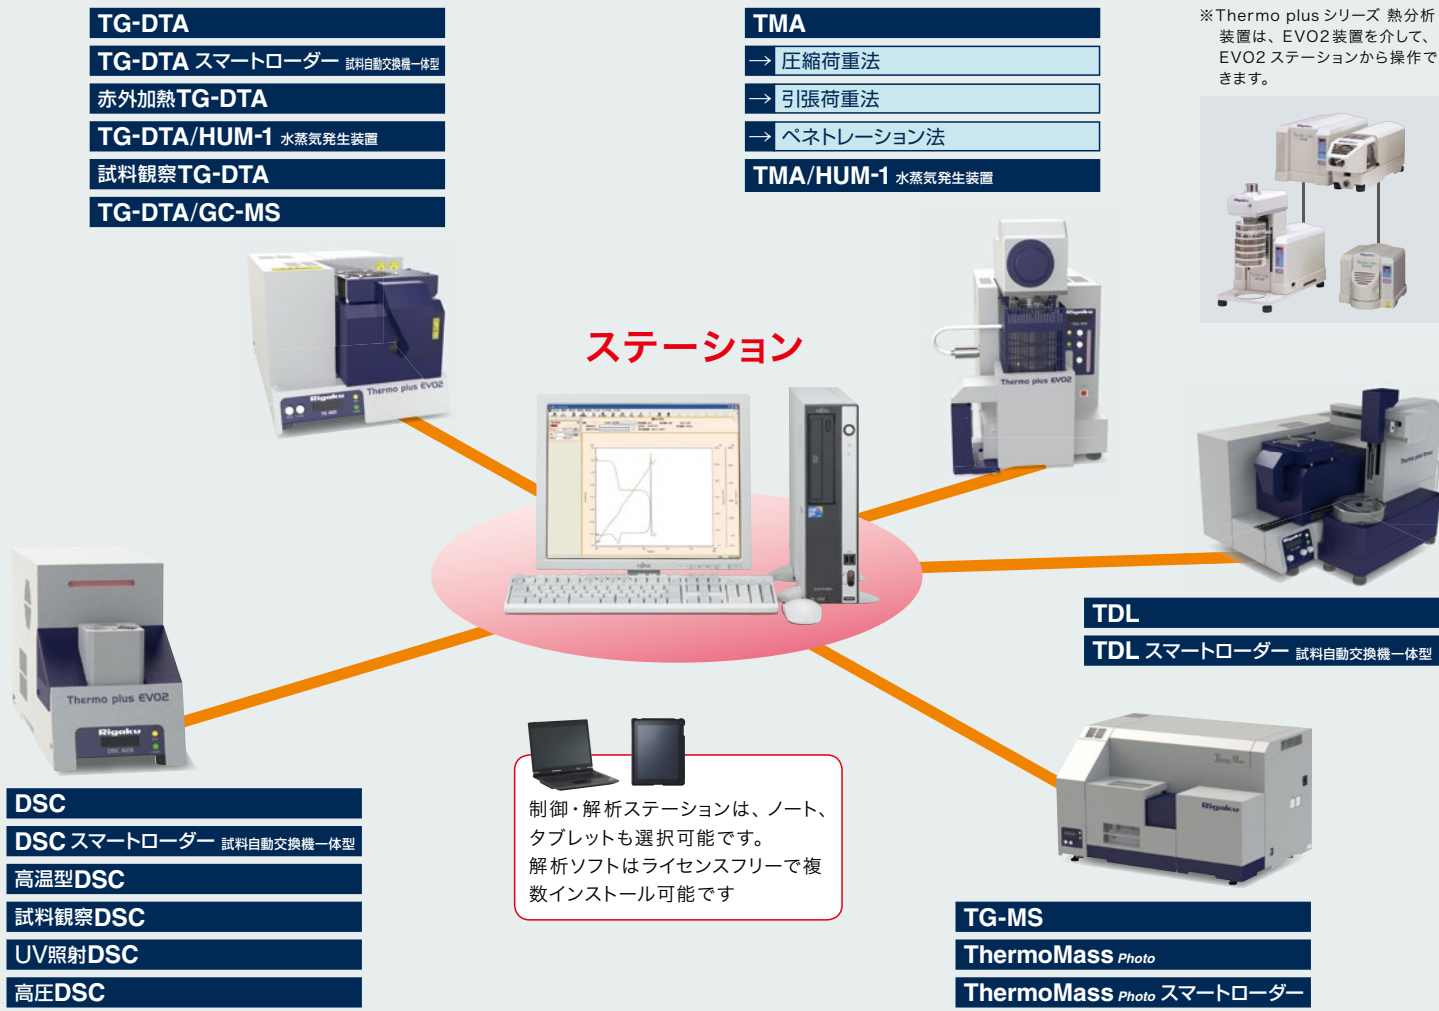 TG-DTA
TG-DTA スマートローダー 試料自動交換機一体型
赤外加熱TG-DTA
TG-DTA/HUM-1 水蒸気発生装置
試料観察TG-DTA
TG-DTA/GC-MS
TMA
→ 圧縮荷重法
→ 引張荷重法
→ ペネトレーション法
TMA/HUM-1 水蒸気発生装置
※Thermo plus シリーズ 熱分析
装置は、EVO2装置を介して、
EVO2 ステーションから操作で
きます。
Rigaku
Thermo plus EVO2
ステーション
Rigaku
Thermo plus EVO2
Thermo plus EVO2
Rigaku
TDL
TDL スマートローダー 試料自動交換機一体型
制御・解析ステーションは、ノート、
タブレットも選択可能です。
解析ソフトはライセンスフリーで複
数インストール可能です
Rigaku
DSC
DSC スマートローダー 試料自動交換機一体型
高温型DSC
試料観察DSC
UV照射DSC
高圧DSC
TG-MS
ThermoMass Photo
ThermoMass Photo スマートローダー